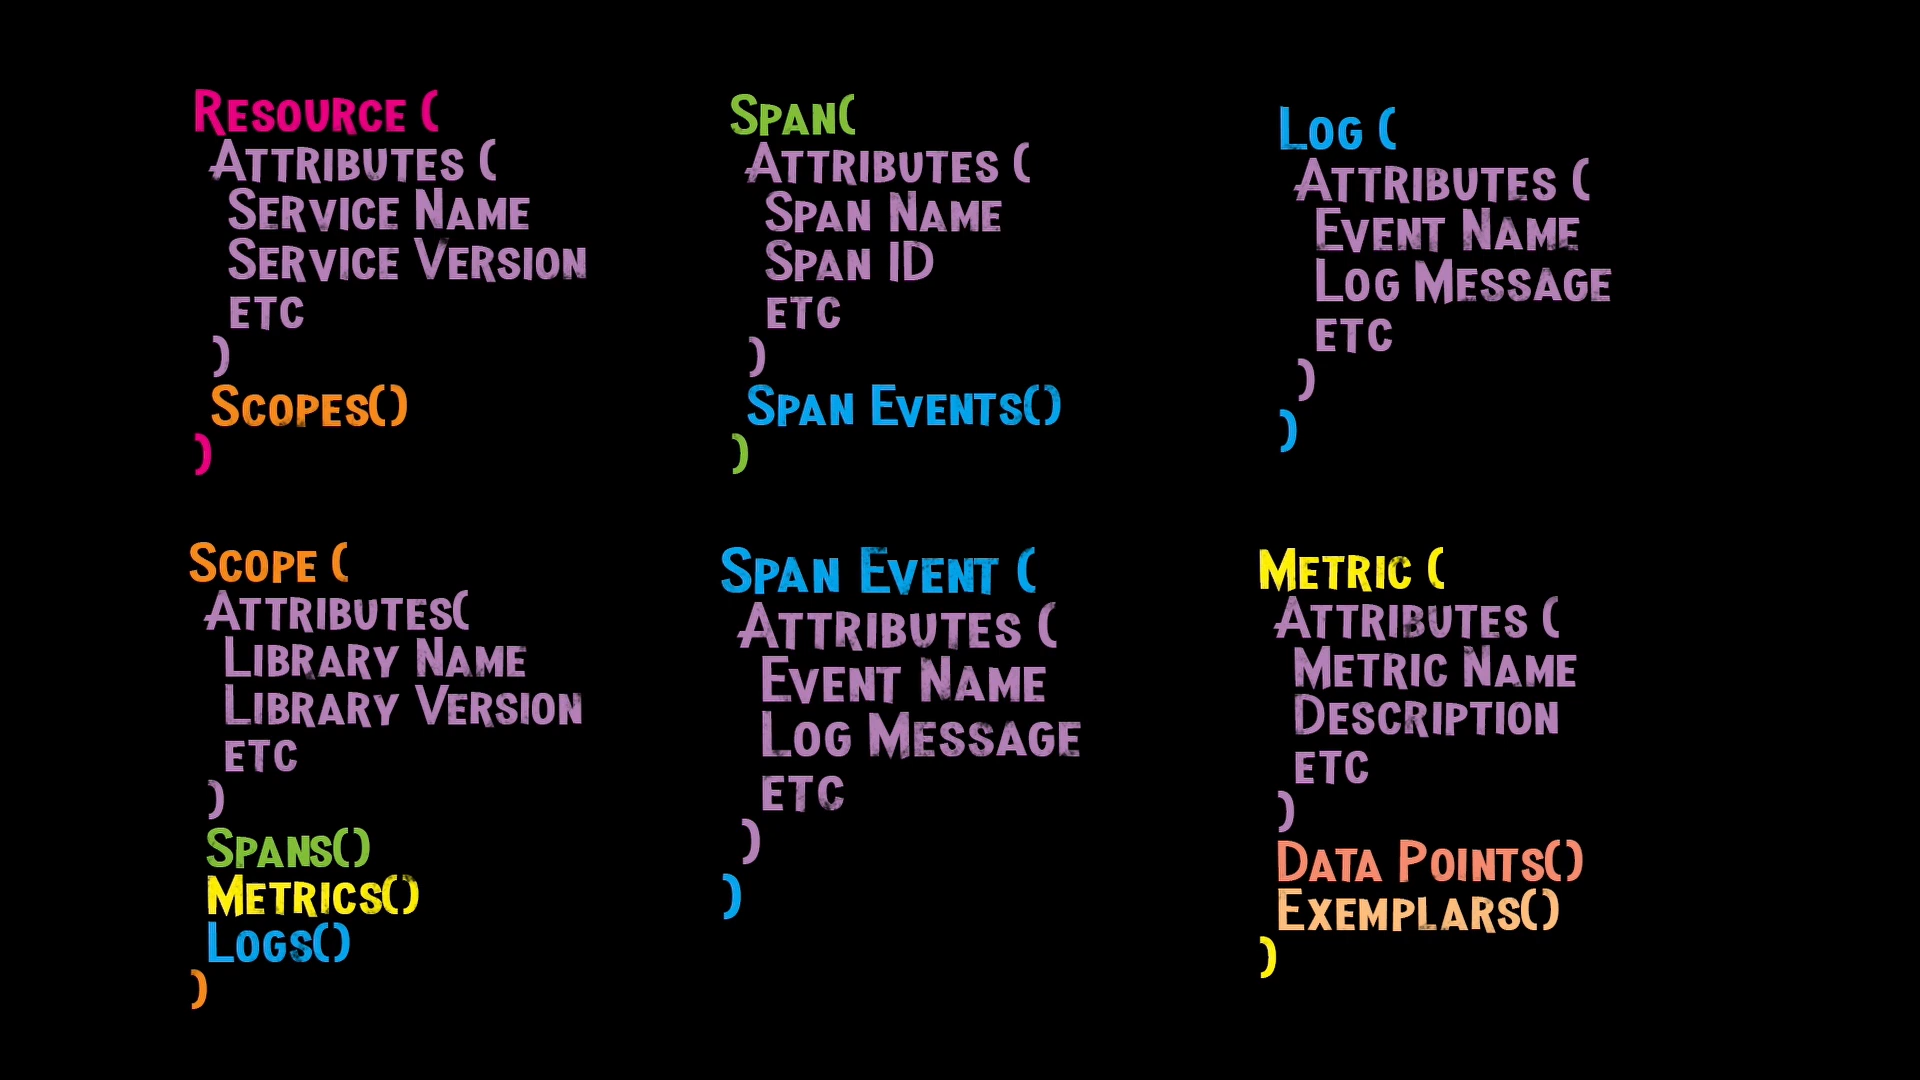 Resource (
Attributes (
Service Name
Service Version
etc
)
Scopes()
)
Span(
Attributes (
Span Name
Span ID
etc
)
Span Events()
)
Log (
Attributes (
Event Name
Log Message
etc
)
)
Scope (
Attributes(
Library Name
Library Version
etc
)
Spans()
Metrics()
Logs()
)
Span Event (
Attributes (
Event Name
Log Message
etc
)
)
Metric (
Attributes (
Metric Name
Description
etc
)
Data Points()
Exemplars()
)